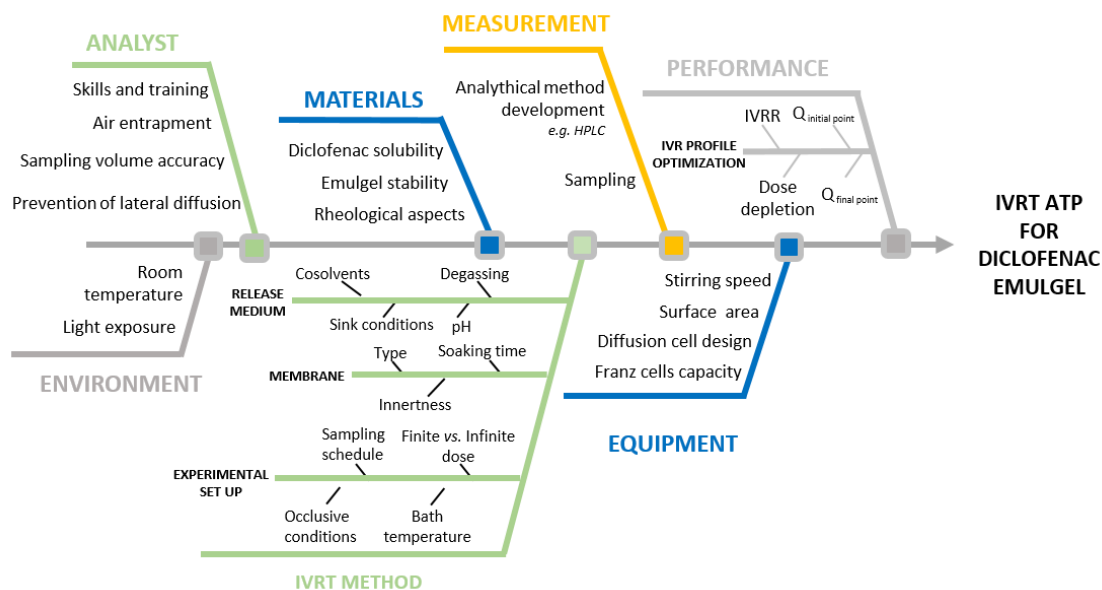 ANALYST
Skills and training
Air entrapment
Sampling volume accuracy
Prevention of lateral diffusion
MATERIALS
Diclofenac solubility
Emulgel stability
Rheological aspects
MEASUREMENT
Analytical method
development
e.g. HPLC
Sampling
PERFORMANCE
IVRR
Q initial point
IVR PROFILE
OPTIMIZATION
Dose
depletion
Q final point
IVRT ATP
FOR
DICLOFENAC
EMULGEL
Room
temperature
Light exposure
ENVIRONMENT
Cosolvents
Degassing
RELEASE
MEDIUM
Sink conditions
pH
Type
Soaking time
MEMBRANE
Innertness
Sampling
schedule
Finite vs. Infinite
dose
EXPERIMENTAL
SET UP
Occlusive
conditions
Bath
temperature
IVRT METHOD
Stirring speed
Surface area
Diffusion cell design
Franz cells capacity
EQUIPMENT